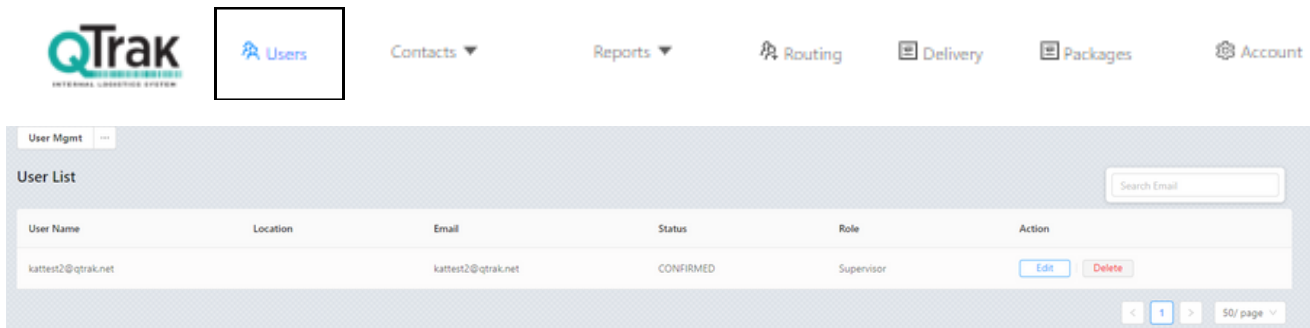 QTrak
INTERNAL LOGISTICS SYSTEM
Users Contacts ▼ Reports ▼ Routing Delivery Packages Account
User Mgmt ...
User List
Search Email
User Name Location Email Status Role Action
kattest2@qtrak.net kattest2@qtrak.net CONFIRMED Supervisor Edit Delete
< 1 > 50/ page